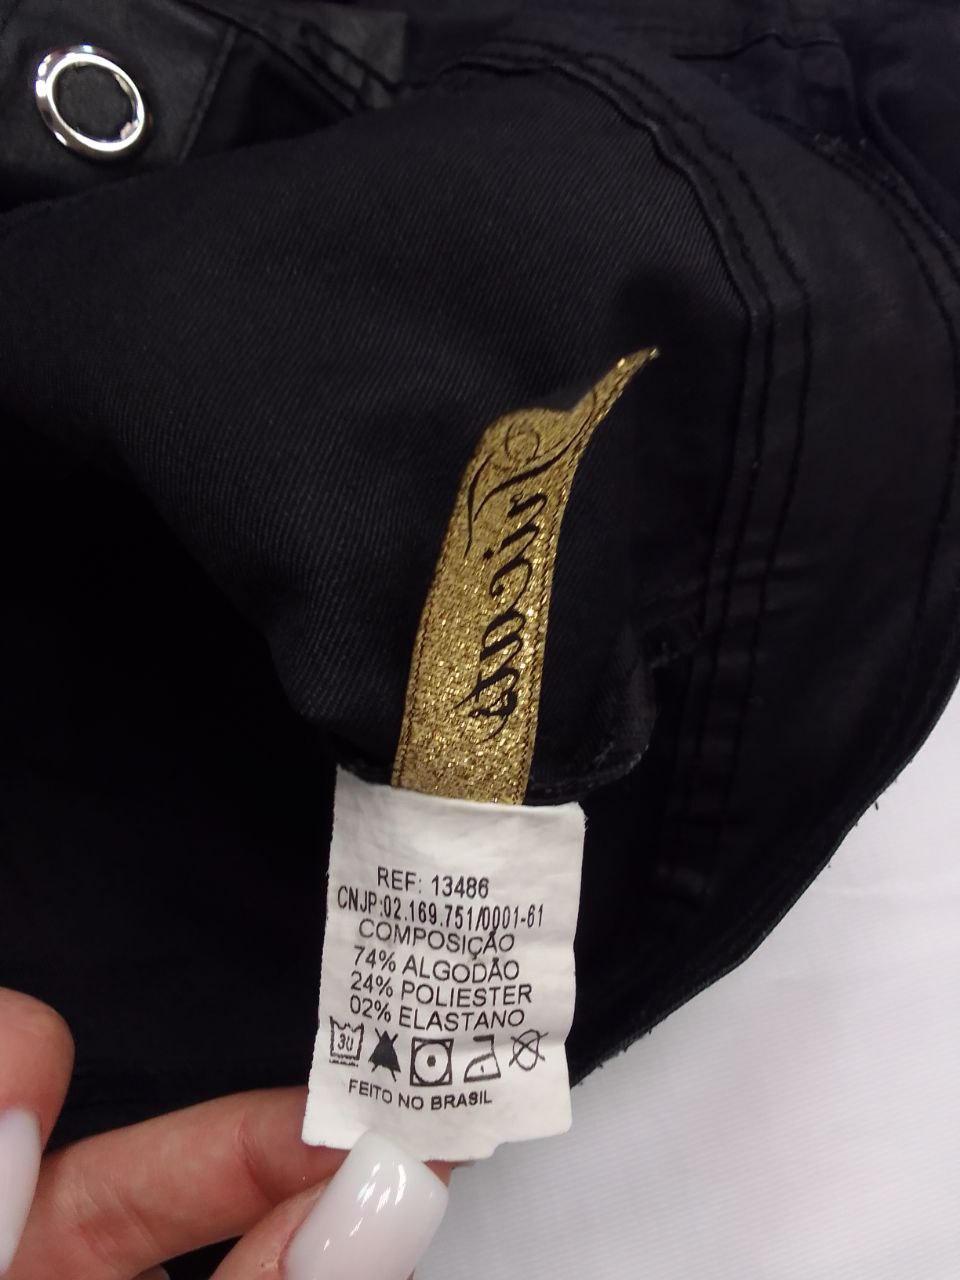 REF: 13486
CNJP:02.169.751/0001-61
COMPOSIÇÃO
74% ALGODÃO
24% POLIESTER
02% ELASTANO
30
FEITO NO BRASIL